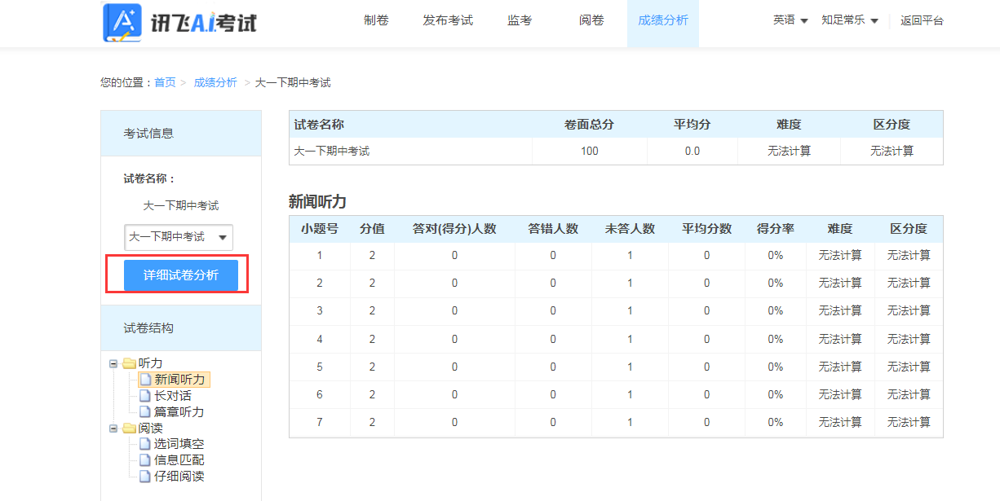 讯飞A.i.考试 制卷 发布考试 监考 阅卷 成绩分析 英语 知足常乐 返回平台
您的位置：首页 > 成绩分析 > 大一下期中考试
考试信息
试卷名称：
大一下期中考试
大一下期中考试
详细试卷分析
试卷结构
听力
新闻听力
长对话
篇章听力
阅读
选词填空
信息匹配
仔细阅读
试卷名称 卷面总分 平均分 难度 区分度
大一下期中考试 100 0.0 无法计算 无法计算
新闻听力
小题号 分值 答对(得分)人数 答错人数 未答人数 平均分数 得分率 难度 区分度
1 2 0 0 1 0 0% 无法计算 无法计算
2 2 0 0 1 0 0% 无法计算 无法计算
3 2 0 0 1 0 0% 无法计算 无法计算
4 2 0 0 1 0 0% 无法计算 无法计算
5 2 0 0 1 0 0% 无法计算 无法计算
6 2 0 0 1 0 0% 无法计算 无法计算
7 2 0 0 1 0 0% 无法计算 无法计算